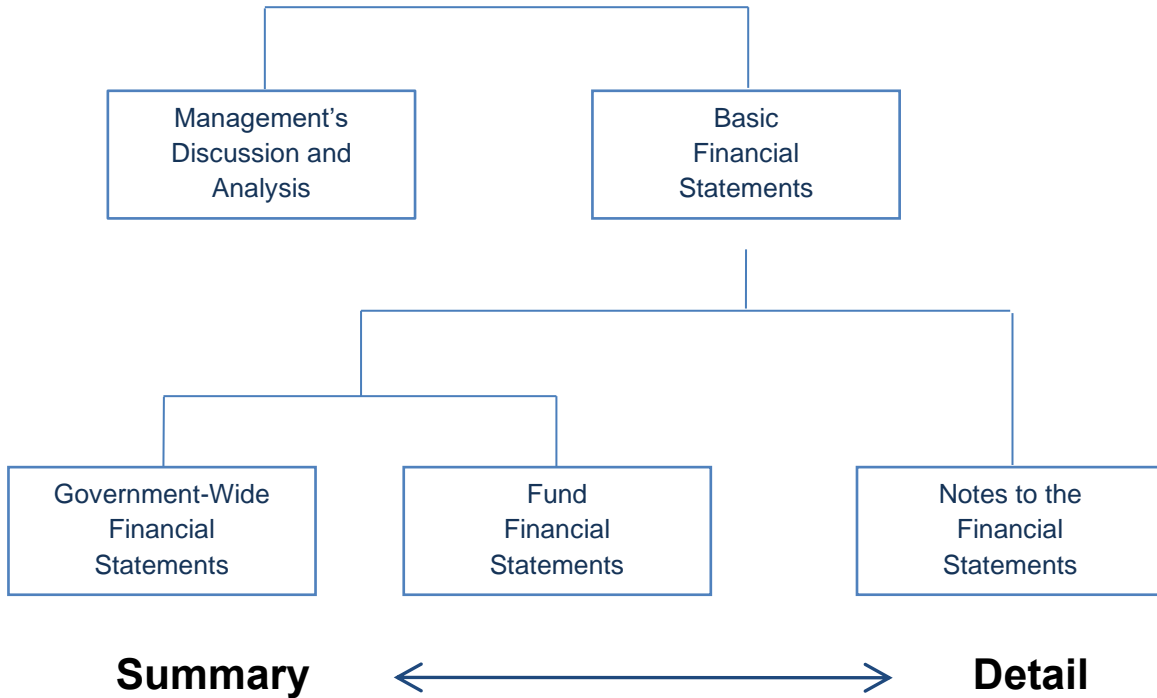 Management’s
Discussion and
Analysis
Basic
Financial
Statements
Government-Wide
Financial
Statements
Fund
Financial
Statements
Notes to the
Financial
Statements
Summary
Detail